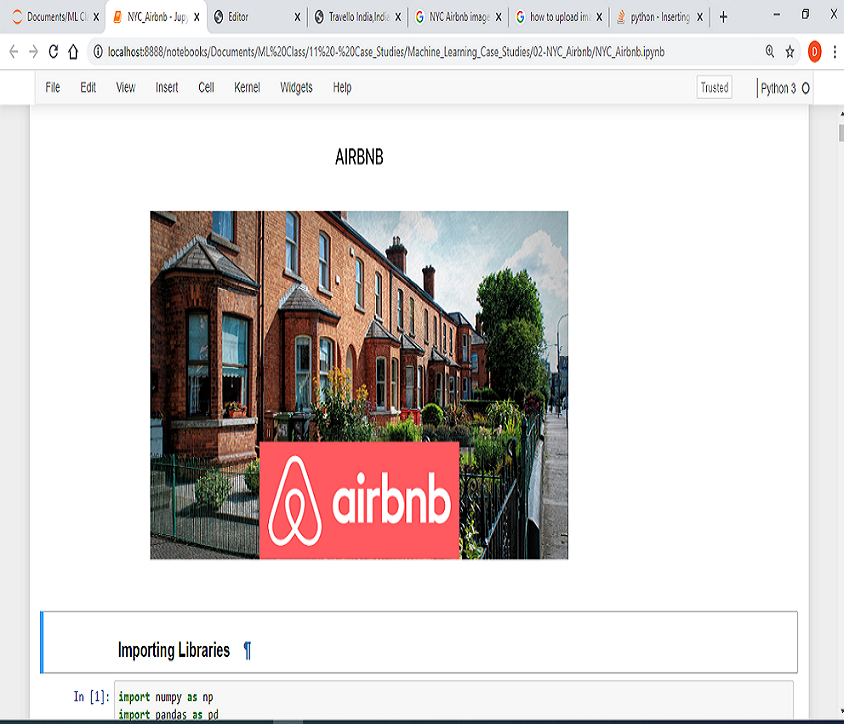 Documents/ML Cl
NYC_Airbnb - Jup
Editor
Travello India,India
NYC Airbnb image
how to upload im
python - Inserting
localhost:8888/notebooks/Documents/ML%20Class/11%20-%20Case_Studies/Machine_Learning_Case_Studies/02-NYC_Airbnb/NYC_Airbnb.ipynb
D
File Edit View Insert Cell Kernel Widgets Help Trusted Python 3
AIRBNB
airbnb
Importing Libraries ¶
In [1]: import numpy as np
import pandas as pd